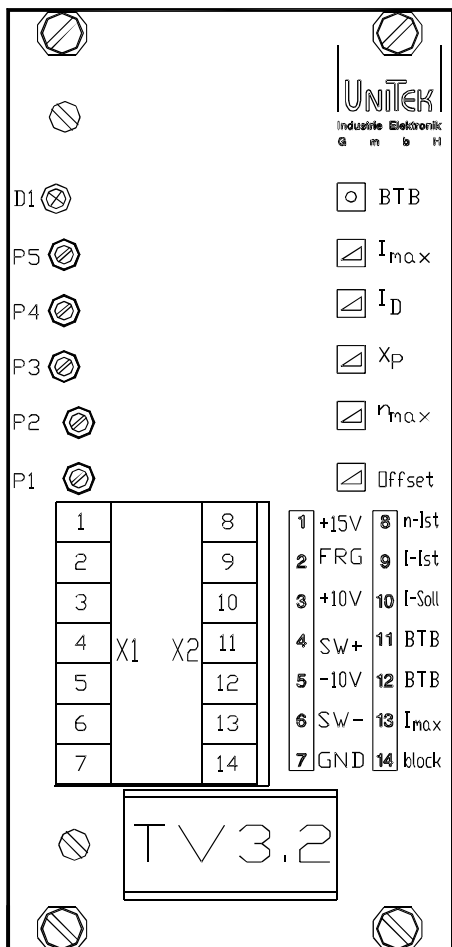 UNITEK
Industrie Elektronik
G m b H
D1 BTB
P5 Imax
P4 ID
P3 XP
P2 nmax
P1 Offset
1 8 1 +15V 8 n-Ist
2 9 2 FRG 9 I-Ist
3 10 3 +10V 10 I-Soll
4 X1 X2 11 4 SW+ 11 BTB
5 12 5 -10V 12 BTB
6 13 6 SW- 13 Imax
7 14 7 GND 14 block
TV3.2